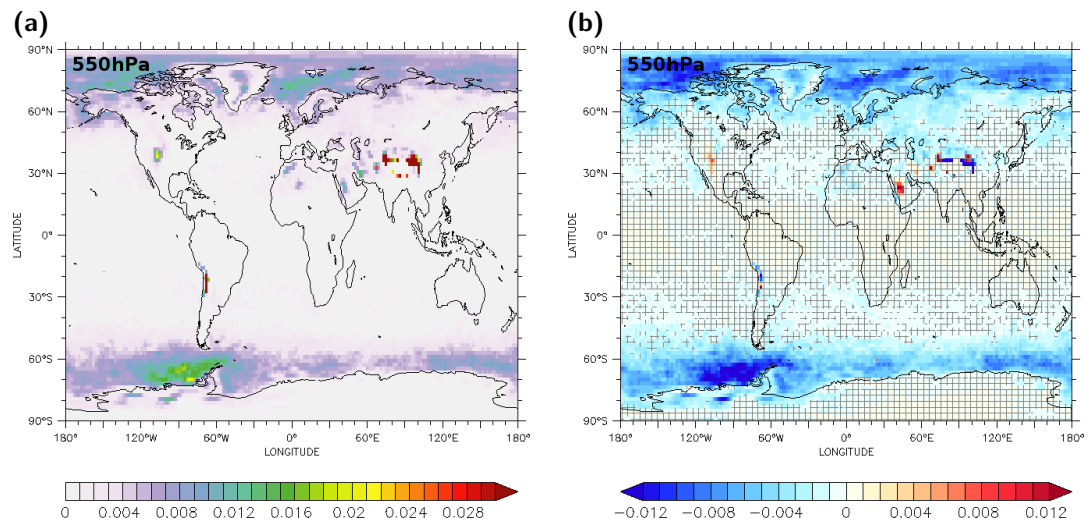 (a) (b)
90°N 90°N
550hPa 550hPa
60°N 60°N
30°N 30°N
LATITUDE LATITUDE
0° 0°
30°S 30°S
60°S 60°S
90°S 90°S
180° 120°W 60°W 0° 60°E 120°E 180° 180° 120°W 60°W 0° 60°E 120°E 180°
LONGITUDE LONGITUDE
0 0.004 0.008 0.012 0.016 0.02 0.024 0.028 −0.012 −0.008 −0.004 0 0.004 0.008 0.012